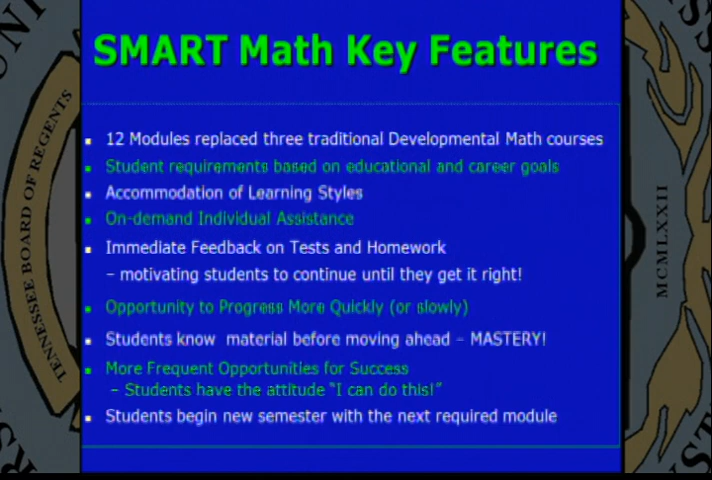 SMART Math Key Features
12 Modules replaced three traditional Developmental Math courses
Student requirements based on educational and career goals
Accommodation of Learning Styles
On-demand Individual Assistance
Immediate Feedback on Tests and Homework
– motivating students to continue until they get it right!
Opportunity to Progress More Quickly (or slowly)
Students know material before moving ahead – MASTERY!
More Frequent Opportunities for Success
– Students have the attitude "I can do this!"
Students begin new semester with the next required module
TENNESSEE BOARD OF REGENTS
MCMLXXII